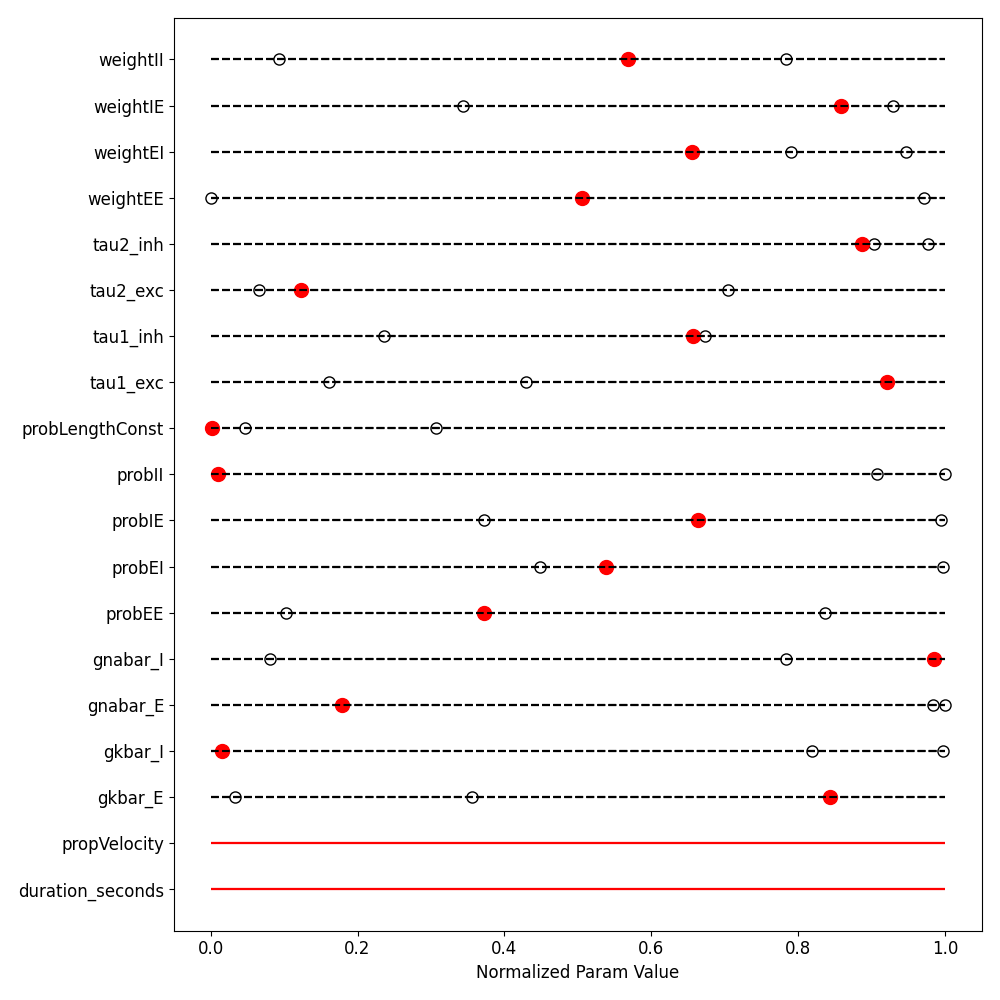 weightII
weightIE
weightEI
weightEE
tau2_inh
tau2_exc
tau1_inh
tau1_exc
probLengthConst
probII
probIE
probEI
probEE
gnabar_I
gnabar_E
gkbar_I
gkbar_E
propVelocity
duration_seconds
0.0 0.2 0.4 0.6 0.8 1.0
Normalized Param Value